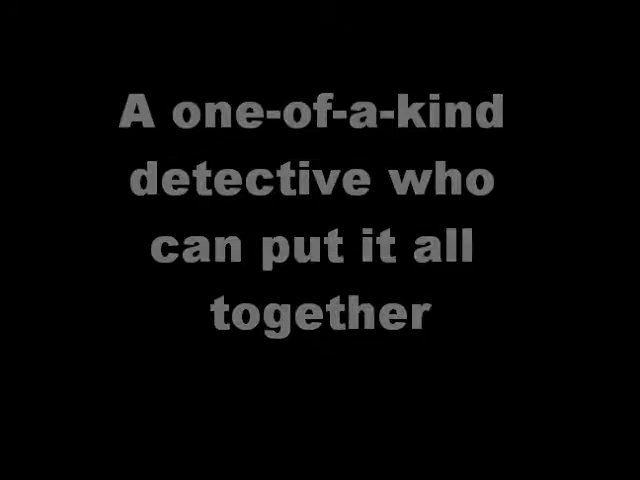 A one-of-a-kind
detective who
can put it all
together